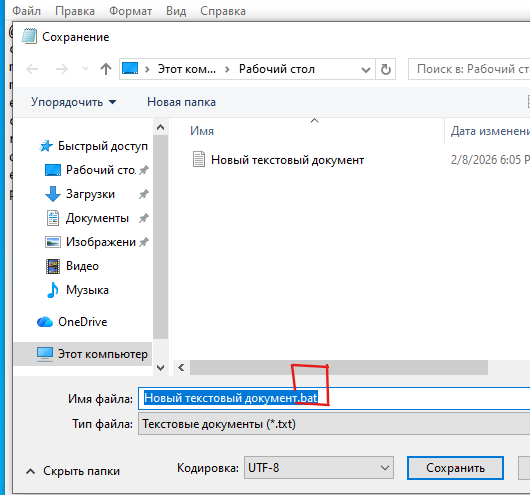 Файл Правка Формат Вид Справка
Сохранение
Этот ком... Рабочий стол
Поиск в: Рабочий ст
Упорядочить Новая папка
Имя Дата изменени
Быстрый доступ
Рабочий сто.
Загрузки
Документы
Изображени
Видео
Музыка
OneDrive
Этот компьютер
Новый текстовый документ 2/8/2026 6:05 P
Имя файла: Новый текстовый документ.bat
Тип файла: Текстовые документы (*.txt)
Скрыть папки Кодировка: UTF-8 Сохранить